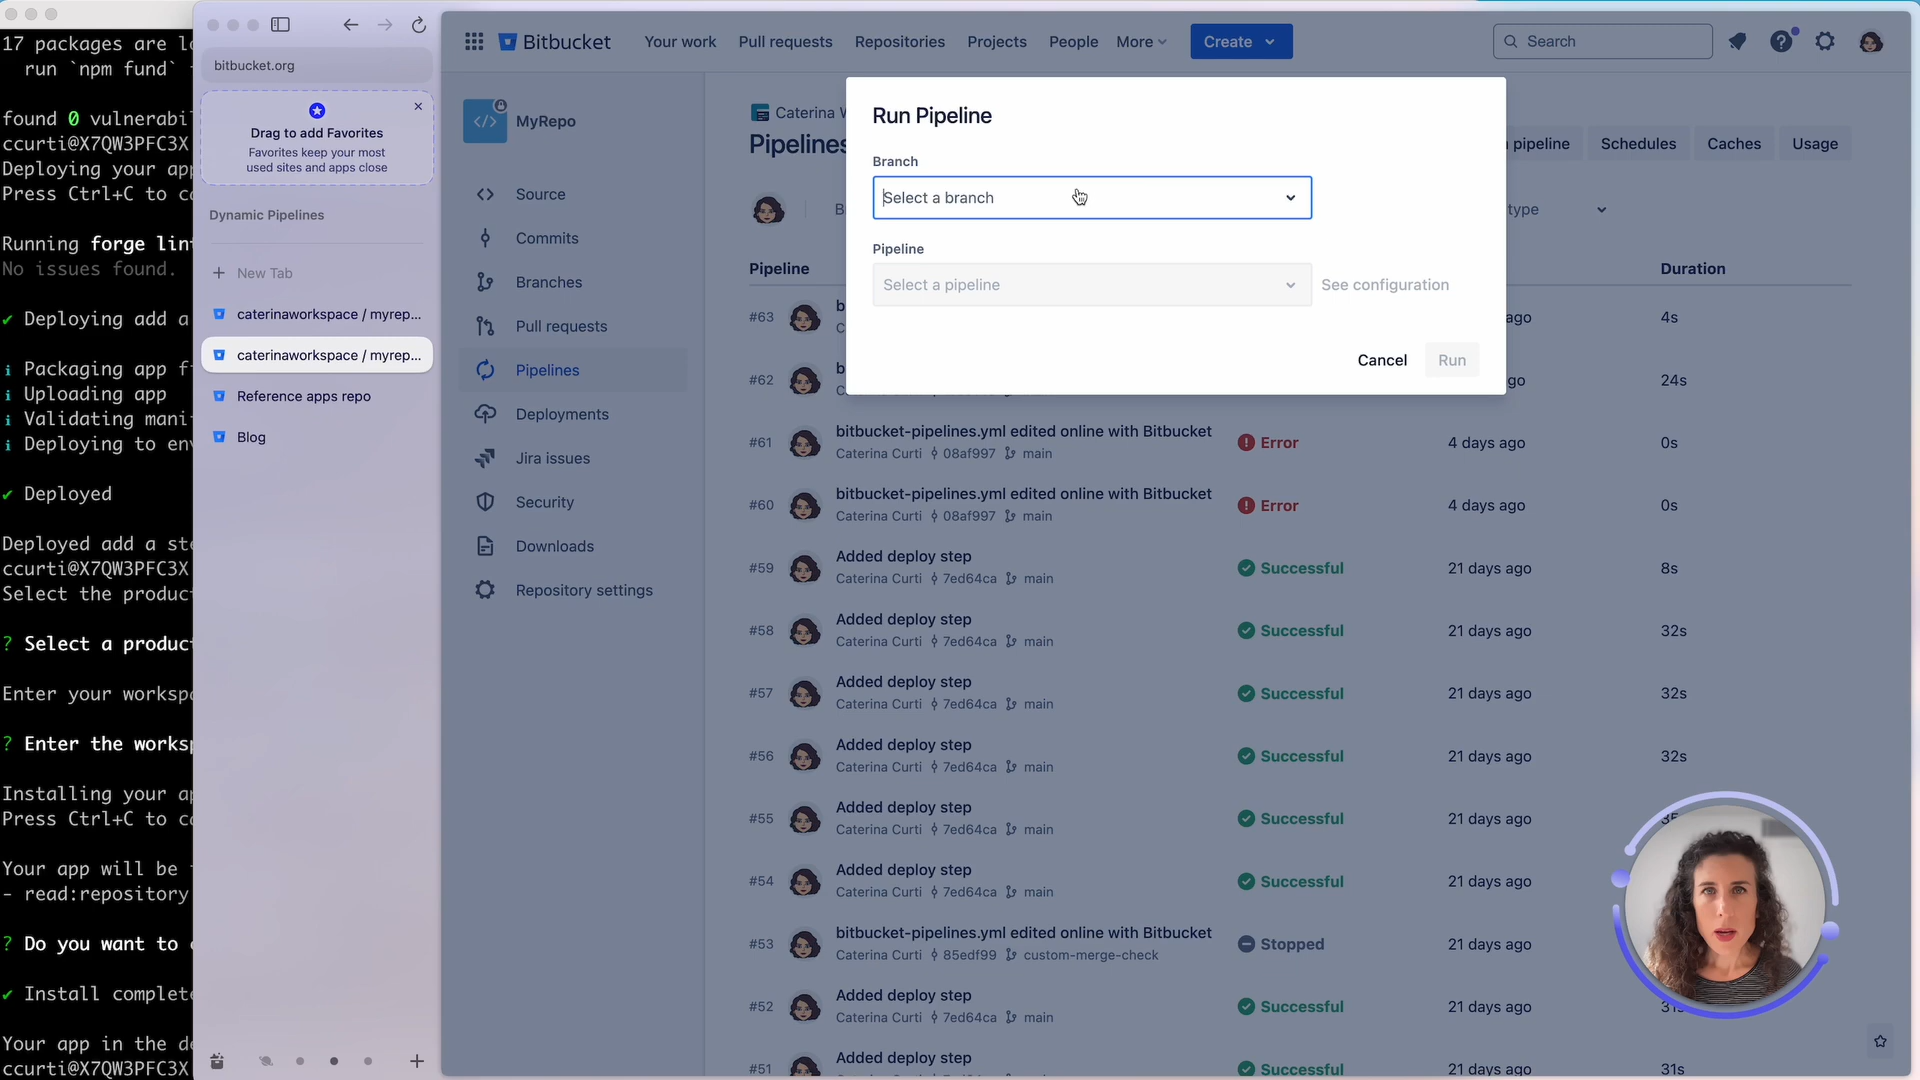 17 packages are l
run `npm fund`
found 0 vulnerabil
ccurti@X7QW3PFC3X
Deploying your app
Press Ctrl+C to c
Running forge lin
No issues found.
✔ Deploying add a
i Packaging app f
i Uploading app
i Validating mani
i Deploying to env
✔ Deployed
Deployed add a ste
ccurti@X7QW3PFC3X
Select the produc
? Select a produc
Enter your workspa
? Enter the worksp
Installing your ap
Press Ctrl+C to c
Your app will be
- read:repository
? Do you want to
✔ Install complete
Your app in the de
ccurti@X7QW3PFC3X
bitbucket.org
Drag to add Favorites
Favorites keep your most
used sites and apps close
Dynamic Pipelines
New Tab
caterinaworkspace / myrep...
caterinaworkspace / myrep...
Reference apps repo
Blog
Bitbucket
Your work
Pull requests
Repositories
Projects
People
More
Create
Search
MyRepo
Source
Commits
Branches
Pull requests
Pipelines
Deployments
Jira issues
Security
Downloads
Repository settings
Caterina W
Pipelines
pipeline
Schedules
Caches
Usage
type
Run Pipeline
Branch
Select a branch
Pipeline
Select a pipeline
See configuration
Cancel
Run
Pipeline
Duration
#63
ago
4s
#62
go
24s
#61 bitbucket-pipelines.yml edited online with Bitbucket Error 4 days ago 0s
Caterina Curti 08af997 main
#60 bitbucket-pipelines.yml edited online with Bitbucket Error 4 days ago 0s
Caterina Curti 08af997 main
#59 Added deploy step Successful 21 days ago 8s
Caterina Curti 7ed64ca main
#58 Added deploy step Successful 21 days ago 32s
Caterina Curti 7ed64ca main
#57 Added deploy step Successful 21 days ago 32s
Caterina Curti 7ed64ca main
#56 Added deploy step Successful 21 days ago 32s
Caterina Curti 7ed64ca main
#55 Added deploy step Successful 21 days ago
Caterina Curti 7ed64ca main
#54 Added deploy step Successful 21 days ago
Caterina Curti 7ed64ca main
#53 bitbucket-pipelines.yml edited online with Bitbucket Stopped 21 days ago
Caterina Curti 85edf99 custom-merge-check
#52 Added deploy step Successful 21 days ago
Caterina Curti 7ed64ca main
#51 Added deploy step Successful 21 days ago 31s